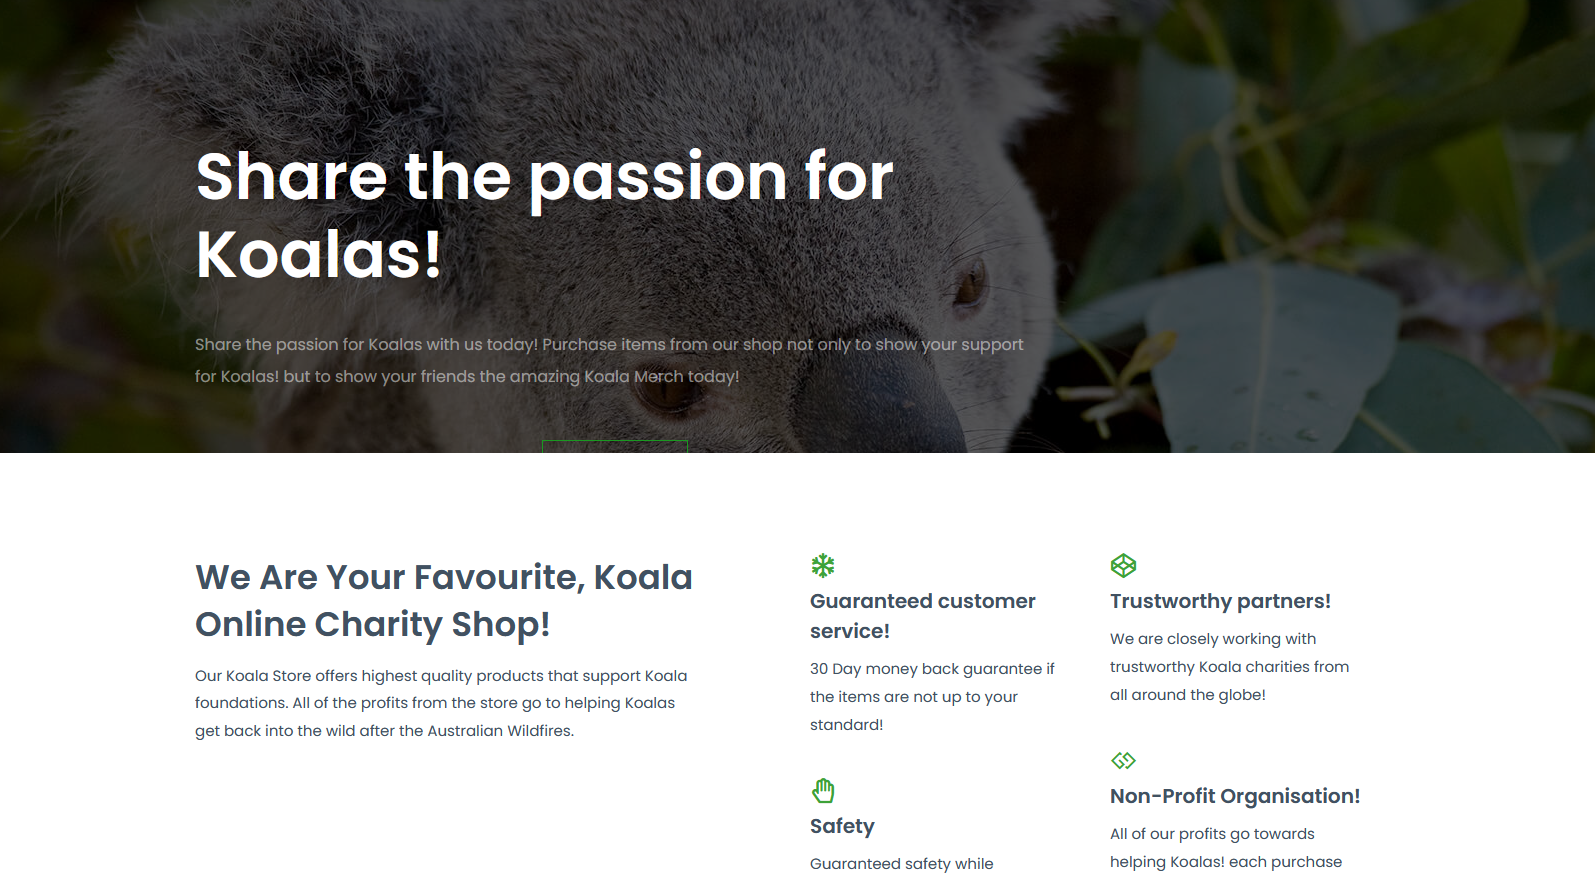 Share the passion for
Koalas!
Share the passion for Koalas with us today! Purchase items from our shop not only to show your support
for Koalas! but to show your friends the amazing Koala Merch today!
We Are Your Favourite, Koala
Online Charity Shop!
Our Koala Store offers highest quality products that support Koala
foundations. All of the profits from the store go to helping Koalas
get back into the wild after the Australian Wildfires.
Guaranteed customer
service!
30 Day money back guarantee if
the items are not up to your
standard!
Safety
Guaranteed safety while
Trustworthy partners!
We are closely working with
trustworthy Koala charities from
all around the globe!
Non-Profit Organisation!
All of our profits go towards
helping Koalas! each purchase